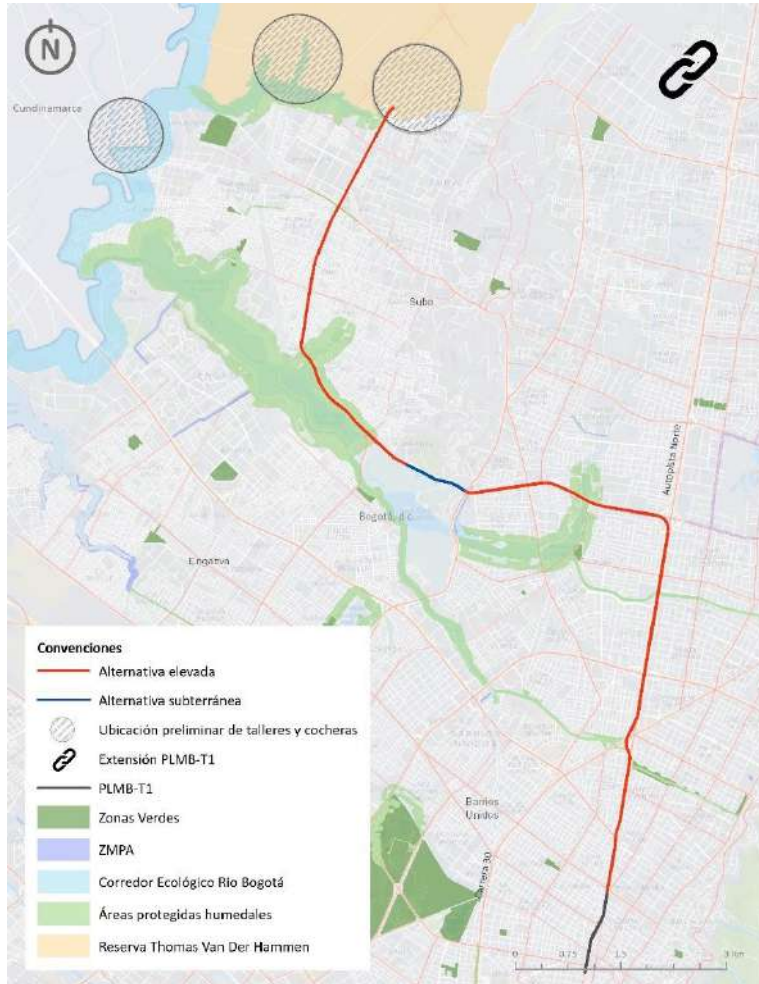 N
Cundinamarca
Suba
Autopista Norte
Bogotá, d.c.
Engativa
Barrios
Unidos
Carrera 30
Convenciones
Alternativa elevada
Alternativa subterránea
Ubicación preliminar de talleres y cocheras
Extensión PLMB-T1
PLMB-T1
Zonas Verdes
ZMPA
Corredor Ecológico Rio Bogotá
Áreas protegidas humedales
Reserva Thomas Van Der Hammen
0 0.75 1.5 3 Km